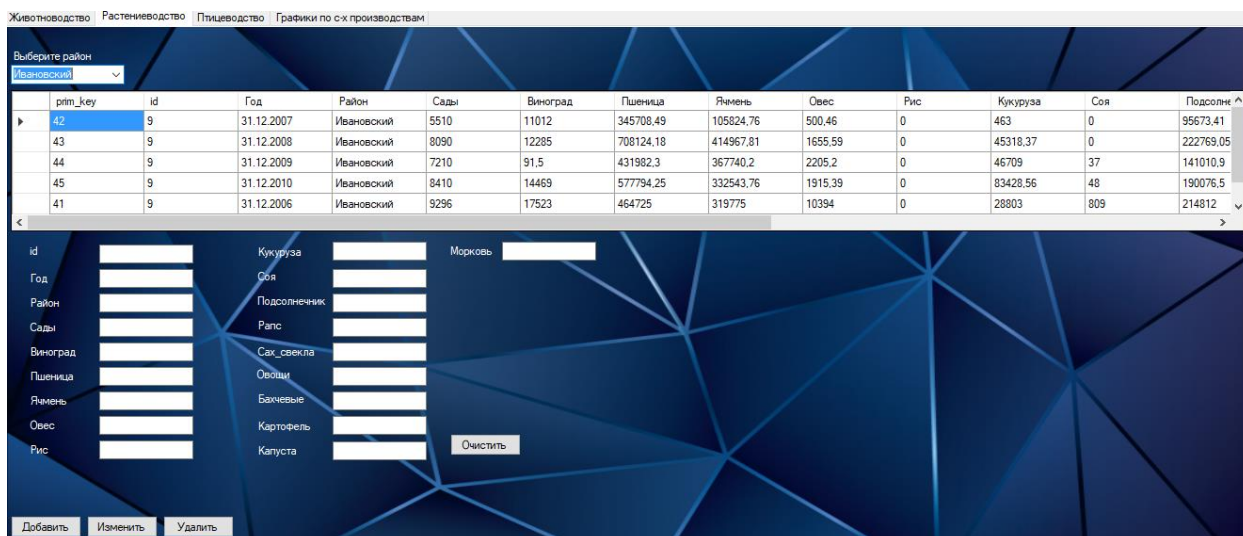 Животноводство Растениеводство Птицеводство Графики по с-х производствам
Выберите район
Ивановский
prim_key id Год Район Сады Виноград Пшеница Ячмень Овес Рис Кукуруза Соя Подсолне
42 9 31.12.2007 Ивановский 5510 11012 345708,49 105824,76 500,46 0 463 0 95673,41
43 9 31.12.2008 Ивановский 8090 12285 708124,18 414967,81 1655,59 0 45318,37 0 222769,05
44 9 31.12.2009 Ивановский 7210 91,5 431982,3 367740,2 2205,2 0 46709 37 141010,9
45 9 31.12.2010 Ивановский 8410 14469 577794,25 332543,76 1915,39 0 83428,56 48 190076,5
41 9 31.12.2006 Ивановский 9296 17523 464725 319775 10394 0 28803 809 214812
id Кукуруза Морковь
Год Соя
Район Подсолнечник
Сады Рапс
Виноград Сах_свекла
Пшеница Овощи
Ячмень Бахчевые
Овес Картофель
Рис Капуста
Очистить
Добавить Изменить Удалить